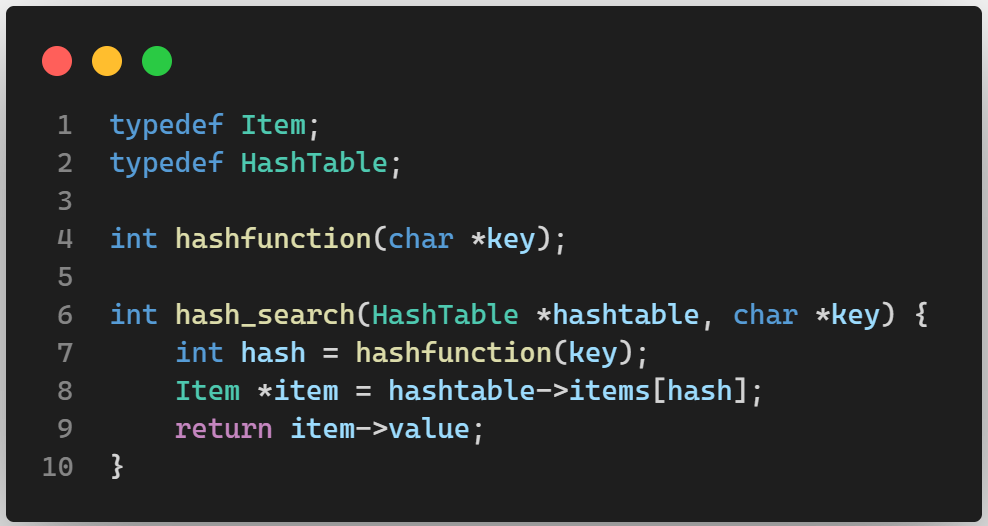 1 typedef Item;
2 typedef HashTable;
3
4 int hashfunction(char *key);
5
6 int hash_search(HashTable *hashtable, char *key) {
7     int hash = hashfunction(key);
8     Item *item = hashtable->items[hash];
9     return item->value;
10 }